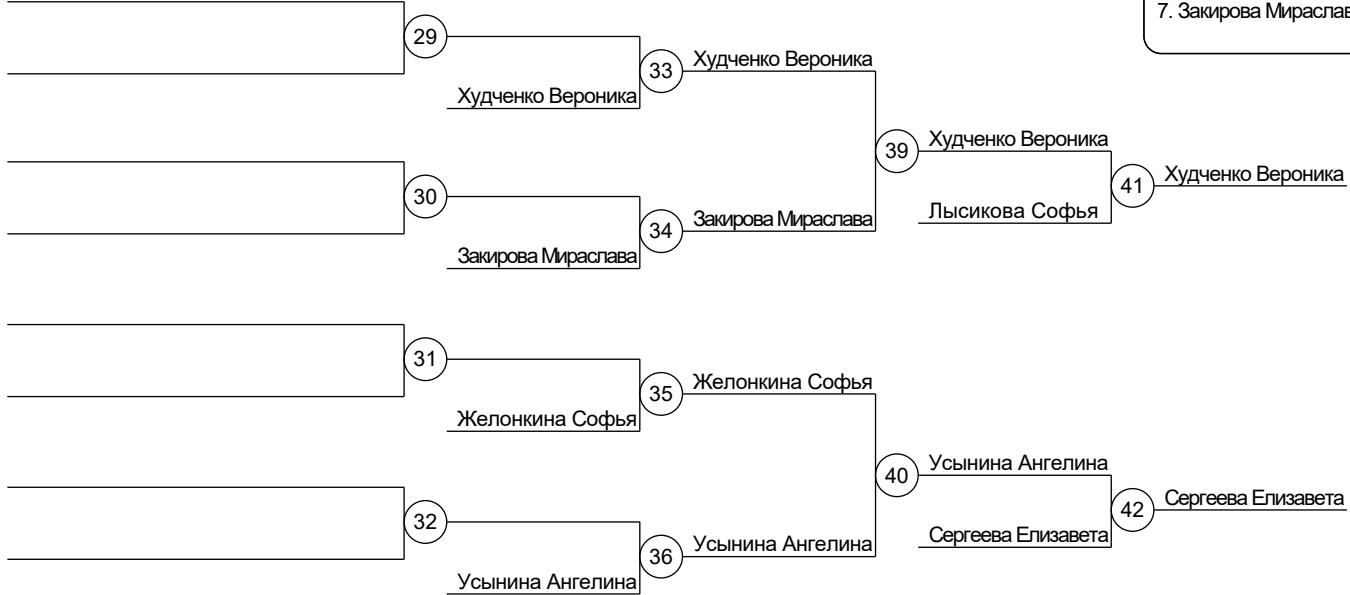 7. Закирова Мираслав
29
33
Худченко Вероника
Худченко Вероника
39
Худченко Вероника
41
Худченко Вероника
30
34
Закирова Мираслава
Лысикова Софья
Закирова Мираслава
31
35
Желонкина Софья
Желонкина Софья
40
Усынина Ангелина
42
Сергеева Елизавета
32
36
Усынина Ангелина
Сергеева Елизавета
Усынина Ангелина